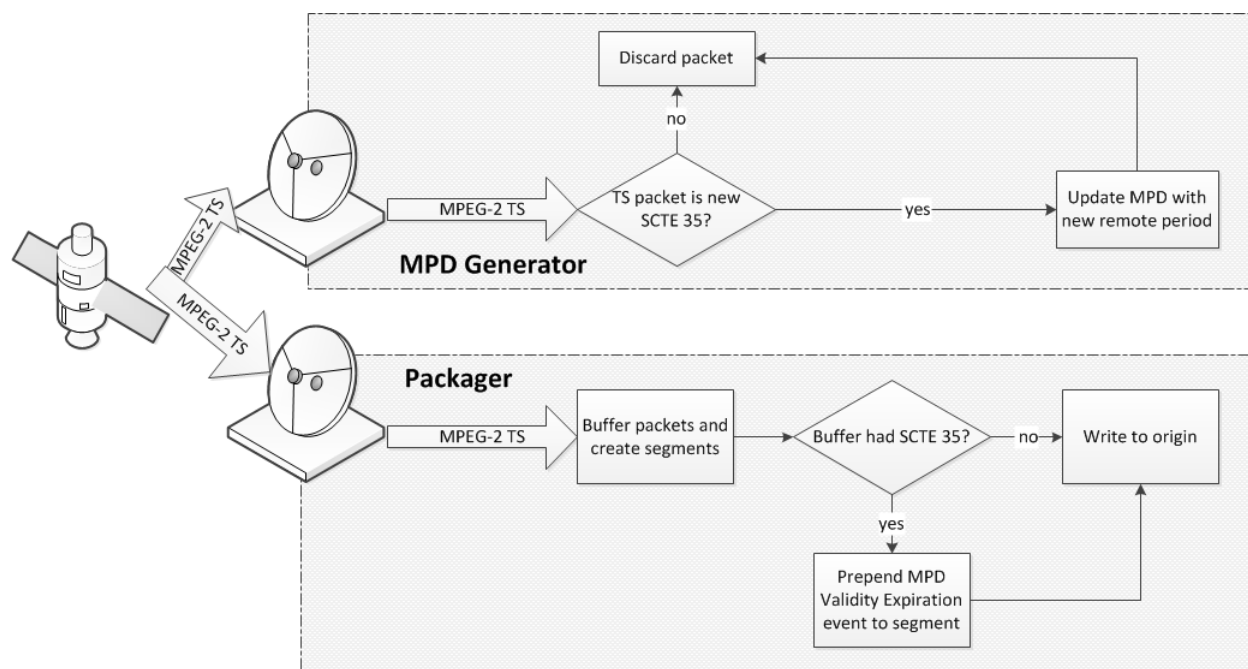 Discard packet
no
MPEG-2 TS
MPEG-2 TS
TS packet is new
SCTE 35?
yes
Update MPD with
new remote period
MPD Generator
MPEG-2 TS
Packager
MPEG-2 TS
Buffer packets and
create segments
Buffer had SCTE 35?
no
Write to origin
yes
Prepend MPD
Validity Expiration
event to segment